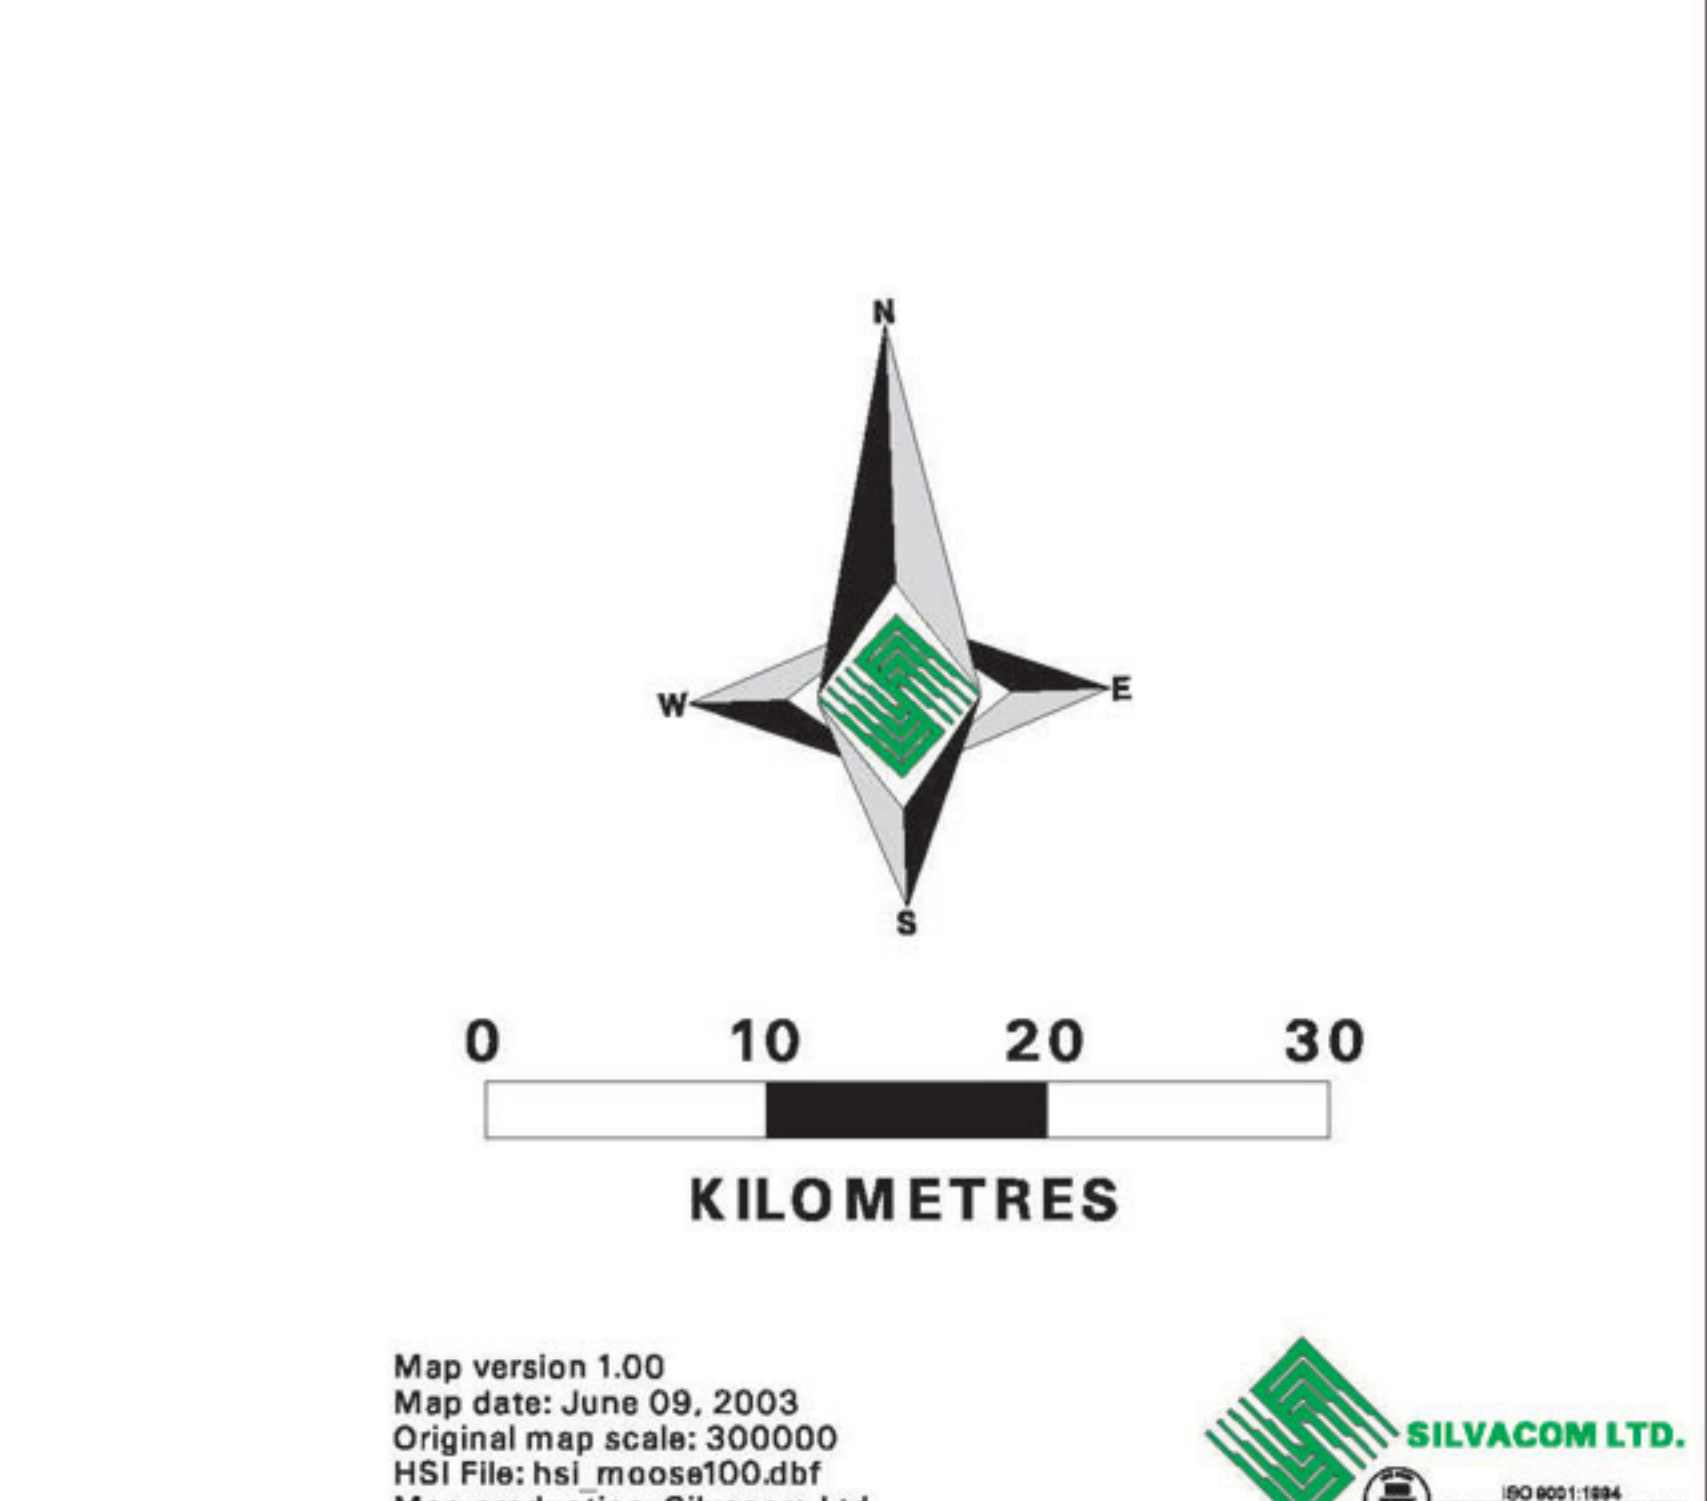 N
W E
S
0 10 20 30
KILOMETRES
Map version 1.00
Map date: June 09, 2003
Original map scale: 300000
HSI File: hsi_moose100.dbf
SILVACOM LTD.
ISO 9001:1994